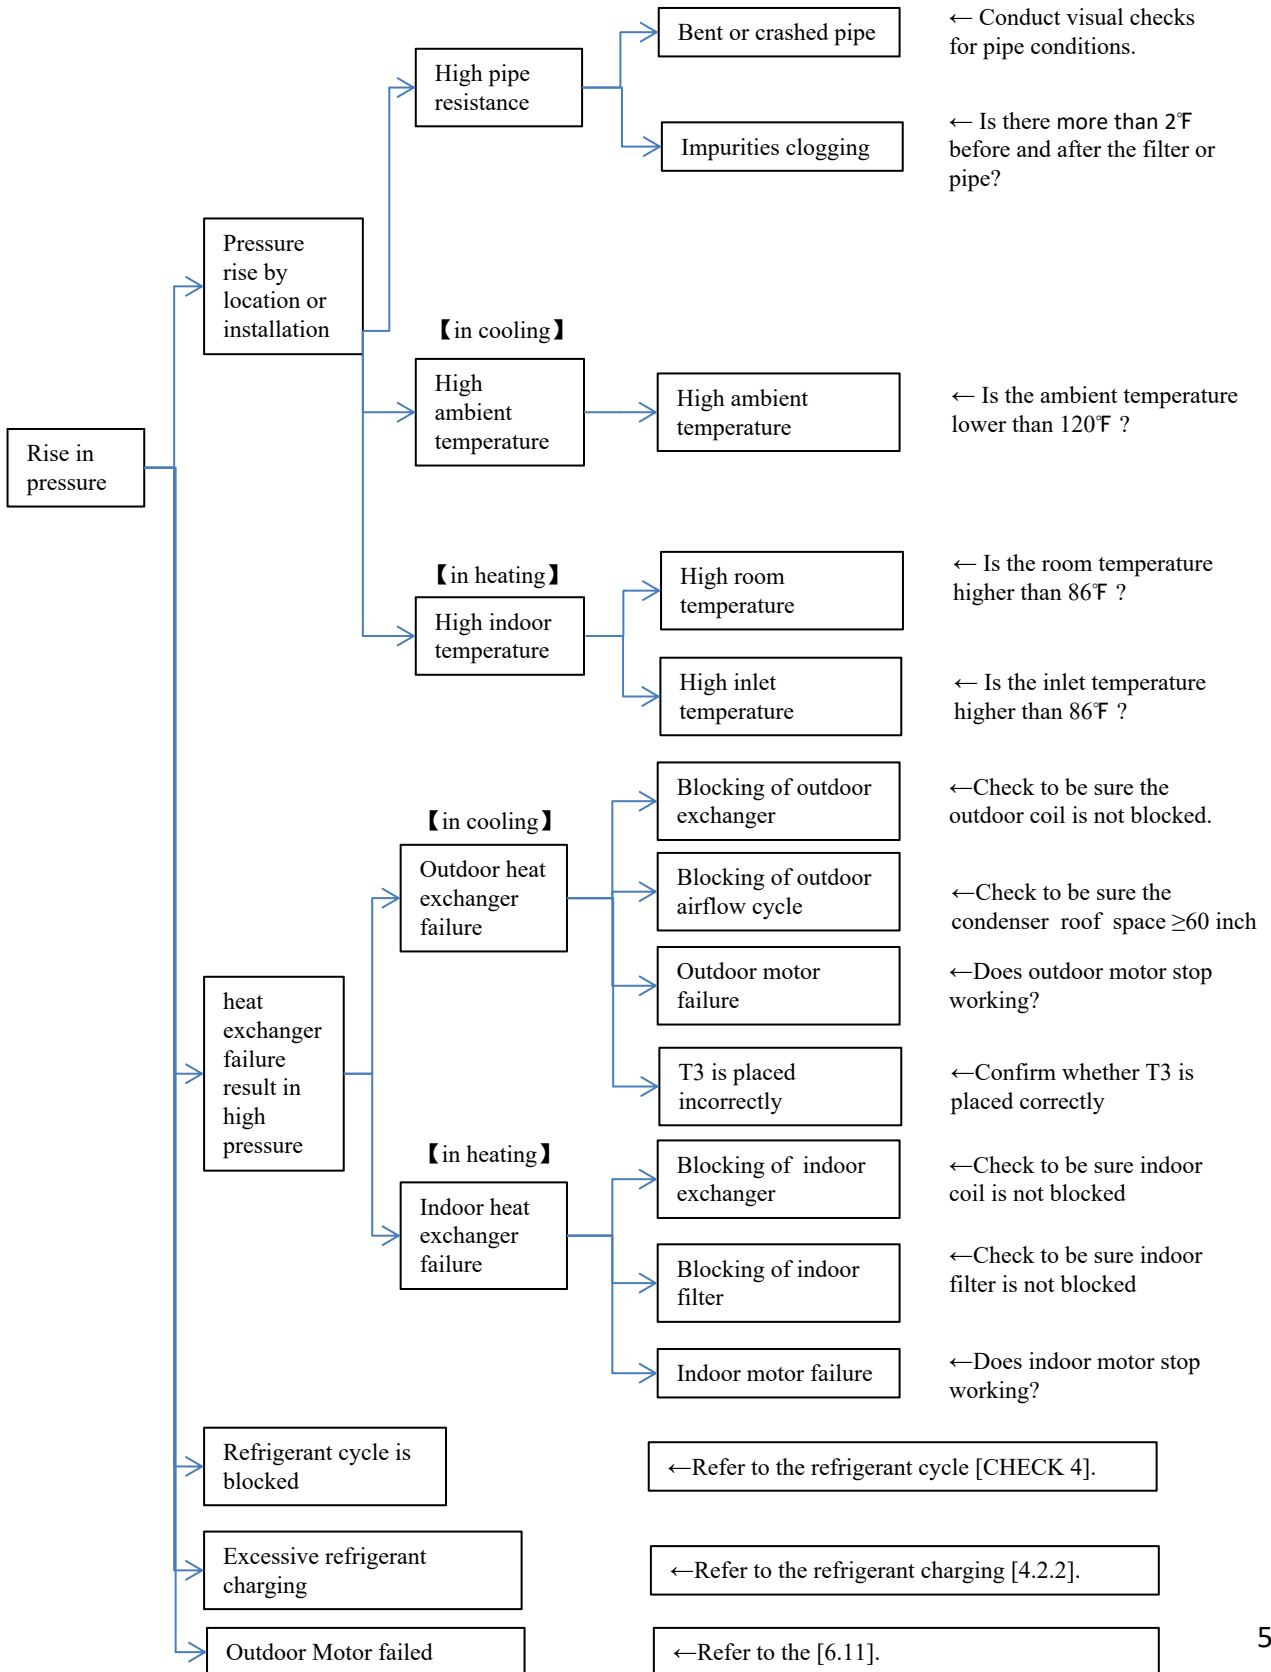 Rise in
pressure
Pressure
rise by
location or
installation
High pipe
resistance
Bent or crashed pipe
← Conduct visual checks
for pipe conditions.
Impurities clogging
← Is there more than 2℉
before and after the filter or
pipe?
【in cooling】
High
ambient
temperature
High ambient
temperature
← Is the ambient temperature
lower than 120℉ ?
【in heating】
High indoor
temperature
High room
temperature
← Is the room temperature
higher than 86℉ ?
High inlet
temperature
← Is the inlet temperature
higher than 86℉ ?
heat
exchanger
failure
result in
high
pressure
【in cooling】
Outdoor heat
exchanger
failure
Blocking of outdoor
exchanger
←Check to be sure the
outdoor coil is not blocked.
Blocking of outdoor
airflow cycle
←Check to be sure the
condenser roof space ≥60 inch
Outdoor motor
failure
←Does outdoor motor stop
working?
T3 is placed
incorrectly
←Confirm whether T3 is
placed correctly
【in heating】
Indoor heat
exchanger
failure
Blocking of indoor
exchanger
←Check to be sure indoor
coil is not blocked
Blocking of indoor
filter
←Check to be sure indoor
filter is not blocked
Indoor motor failure
←Does indoor motor stop
working?
Refrigerant cycle is
blocked
←Refer to the refrigerant cycle [CHECK 4].
Excessive refrigerant
charging
←Refer to the refrigerant charging [4.2.2].
Outdoor Motor failed
←Refer to the [6.11].
5